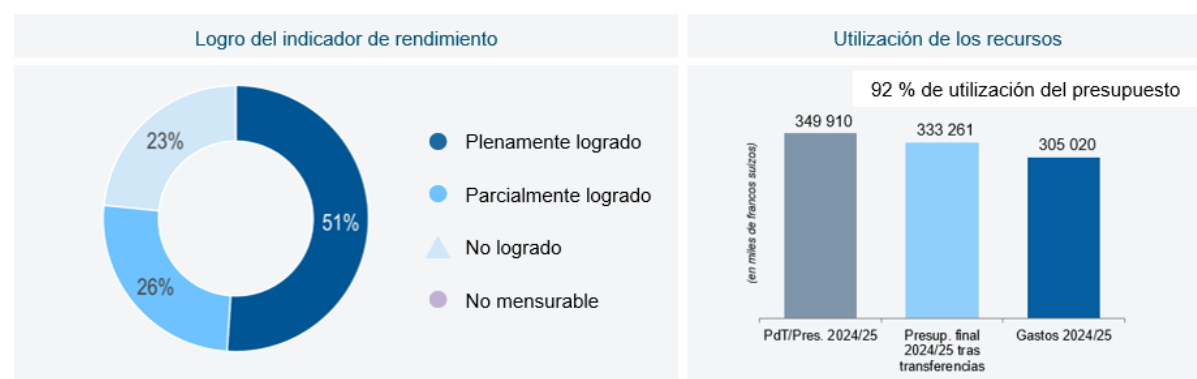 Logro del indicador de rendimiento
23%
51%
26%
Plenamente logrado
Parcialmente logrado
No logrado
No mensurable
Utilización de los recursos
92 % de utilización del presupuesto
(en miles de francos suizos)
349 910
333 261
305 020
PdT/Pres. 2024/25
Presup. final
2024/25 tras
transferencias
Gastos 2024/25